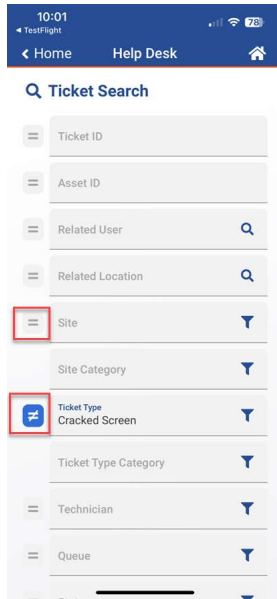 10:01
78
◄ TestFlight
Home Help Desk
Ticket Search
= Ticket ID
= Asset ID
= Related User
= Related Location
= Site
Site Category
Ticket Type
≠ Cracked Screen
Ticket Type Category
= Technician
= Queue